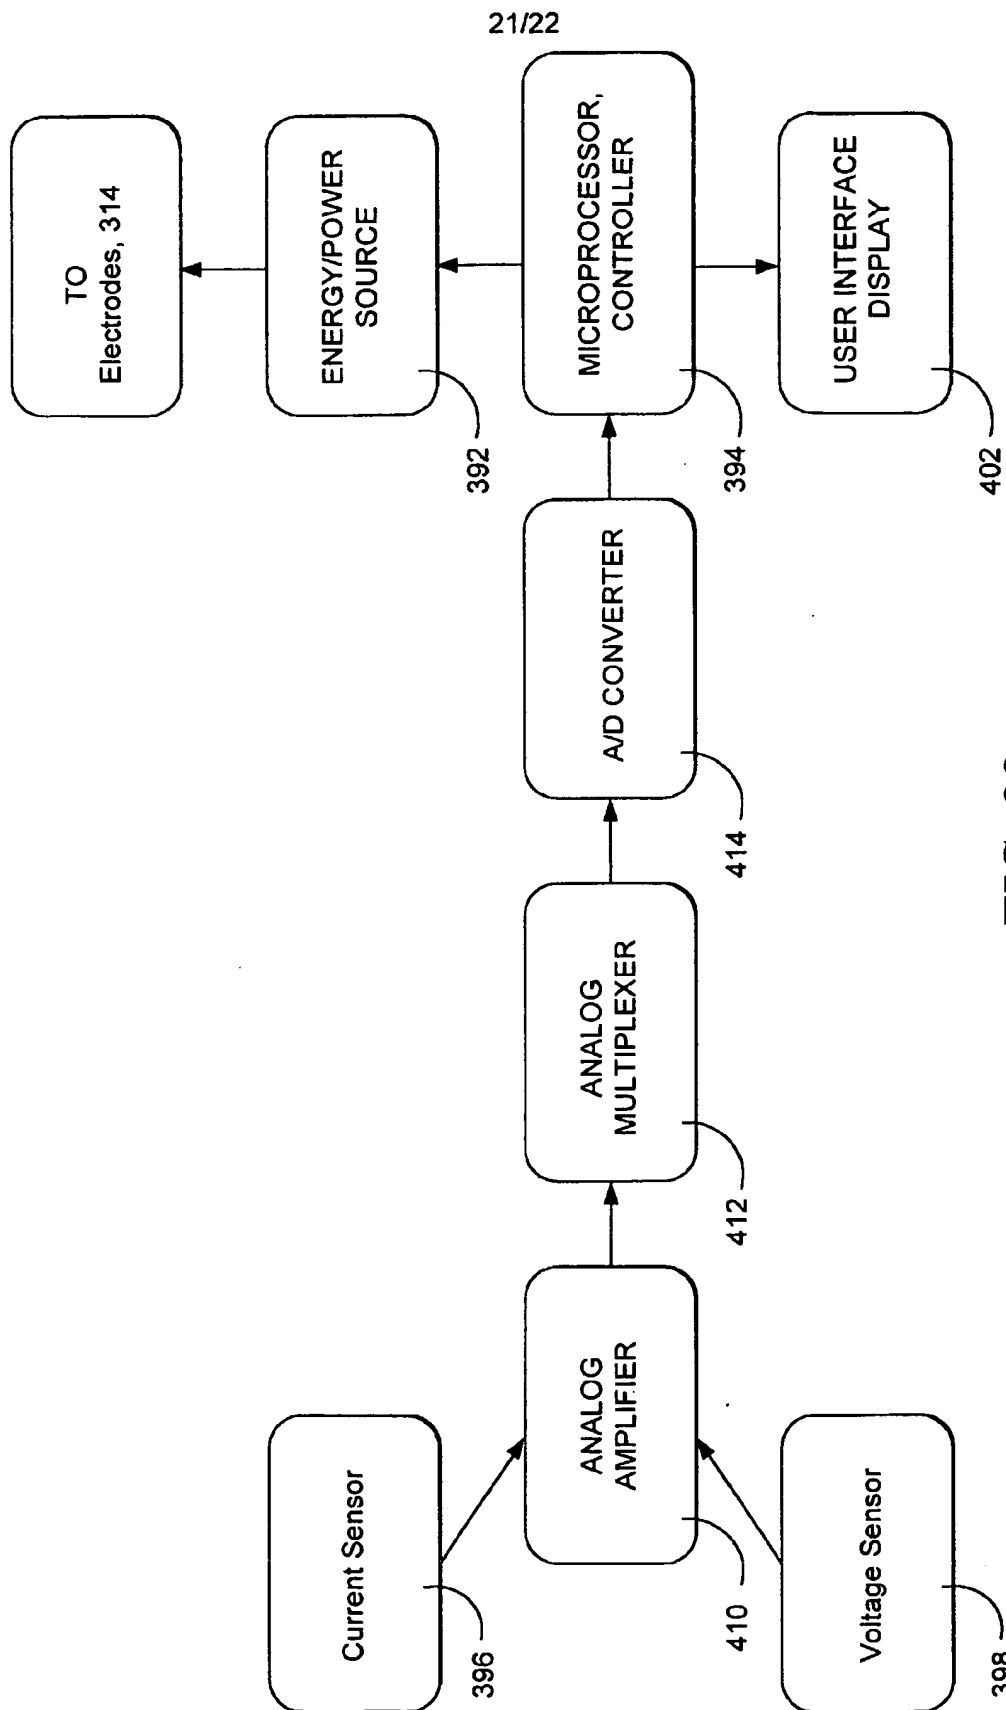 21/22
Current Sensor
396
Voltage Sensor
398
ANALOG
AMPLIFIER
410
ANALOG
MULTIPLEXER
412
A/D CONVERTER
414
MICROPROCESSOR,
CONTROLLER
394
ENERGY/POWER
SOURCE
392
TO
Electrodes, 314
USER INTERFACE
DISPLAY
402